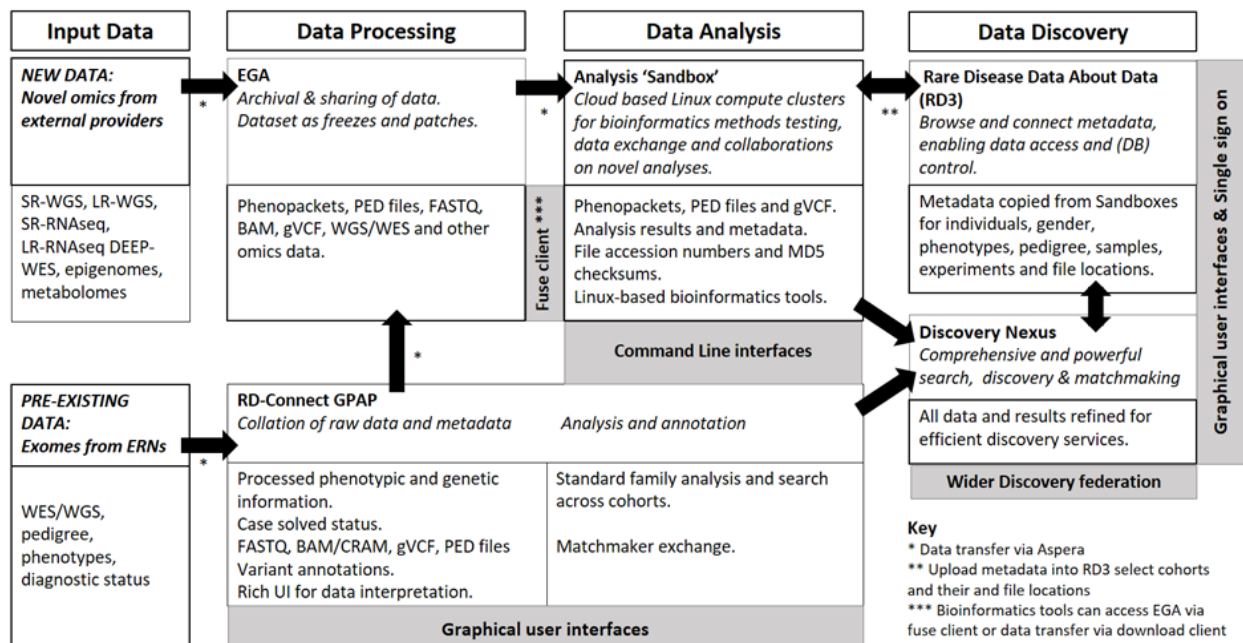 Input Data
Data Processing
Data Analysis
Data Discovery
NEW DATA:
Novel omics from
external providers
*
EGA
Archival & sharing of data.
Dataset as freezes and patches.
*
Analysis ‘Sandbox’
Cloud based Linux compute clusters
for bioinformatics methods testing,
data exchange and collaborations
on novel analyses.
**
Rare Disease Data About Data
(RD3)
Browse and connect metadata,
enabling data access and (DB)
control.
SR-WGS, LR-WGS,
SR-RNAseq,
LR-RNAseq DEEP-
WES, epigenomes,
metabolomes
Phenopackets, PED files, FASTQ,
BAM, gVCF, WGS/WES and other
omics data.
Fuse client ***
Phenopackets, PED files and gVCF.
Analysis results and metadata.
File accession numbers and MD5
checksums.
Linux-based bioinformatics tools.
Metadata copied from Sandboxes
for individuals, gender,
phenotypes, pedigree, samples,
experiments and file locations.
Graphical user interfaces & Single sign on
*
Command Line interfaces
Discovery Nexus
Comprehensive and powerful
search, discovery & matchmaking
All data and results refined for
efficient discovery services.
Wider Discovery federation
PRE-EXISTING
DATA:
Exomes from ERNs
*
RD-Connect GPAP
Collation of raw data and metadata
Analysis and annotation
WES/WGS,
pedigree,
phenotypes,
diagnostic status
Processed phenotypic and genetic
information.
Case solved status.
FASTQ, BAM/CRAM, gVCF, PED files
Variant annotations.
Rich UI for data interpretation.
Standard family analysis and search
across cohorts.
Matchmaker exchange.
Graphical user interfaces
Key
* Data transfer via Aspera
** Upload metadata into RD3 select cohorts
and their and file locations
*** Bioinformatics tools can access EGA via
fuse client or data transfer via download client